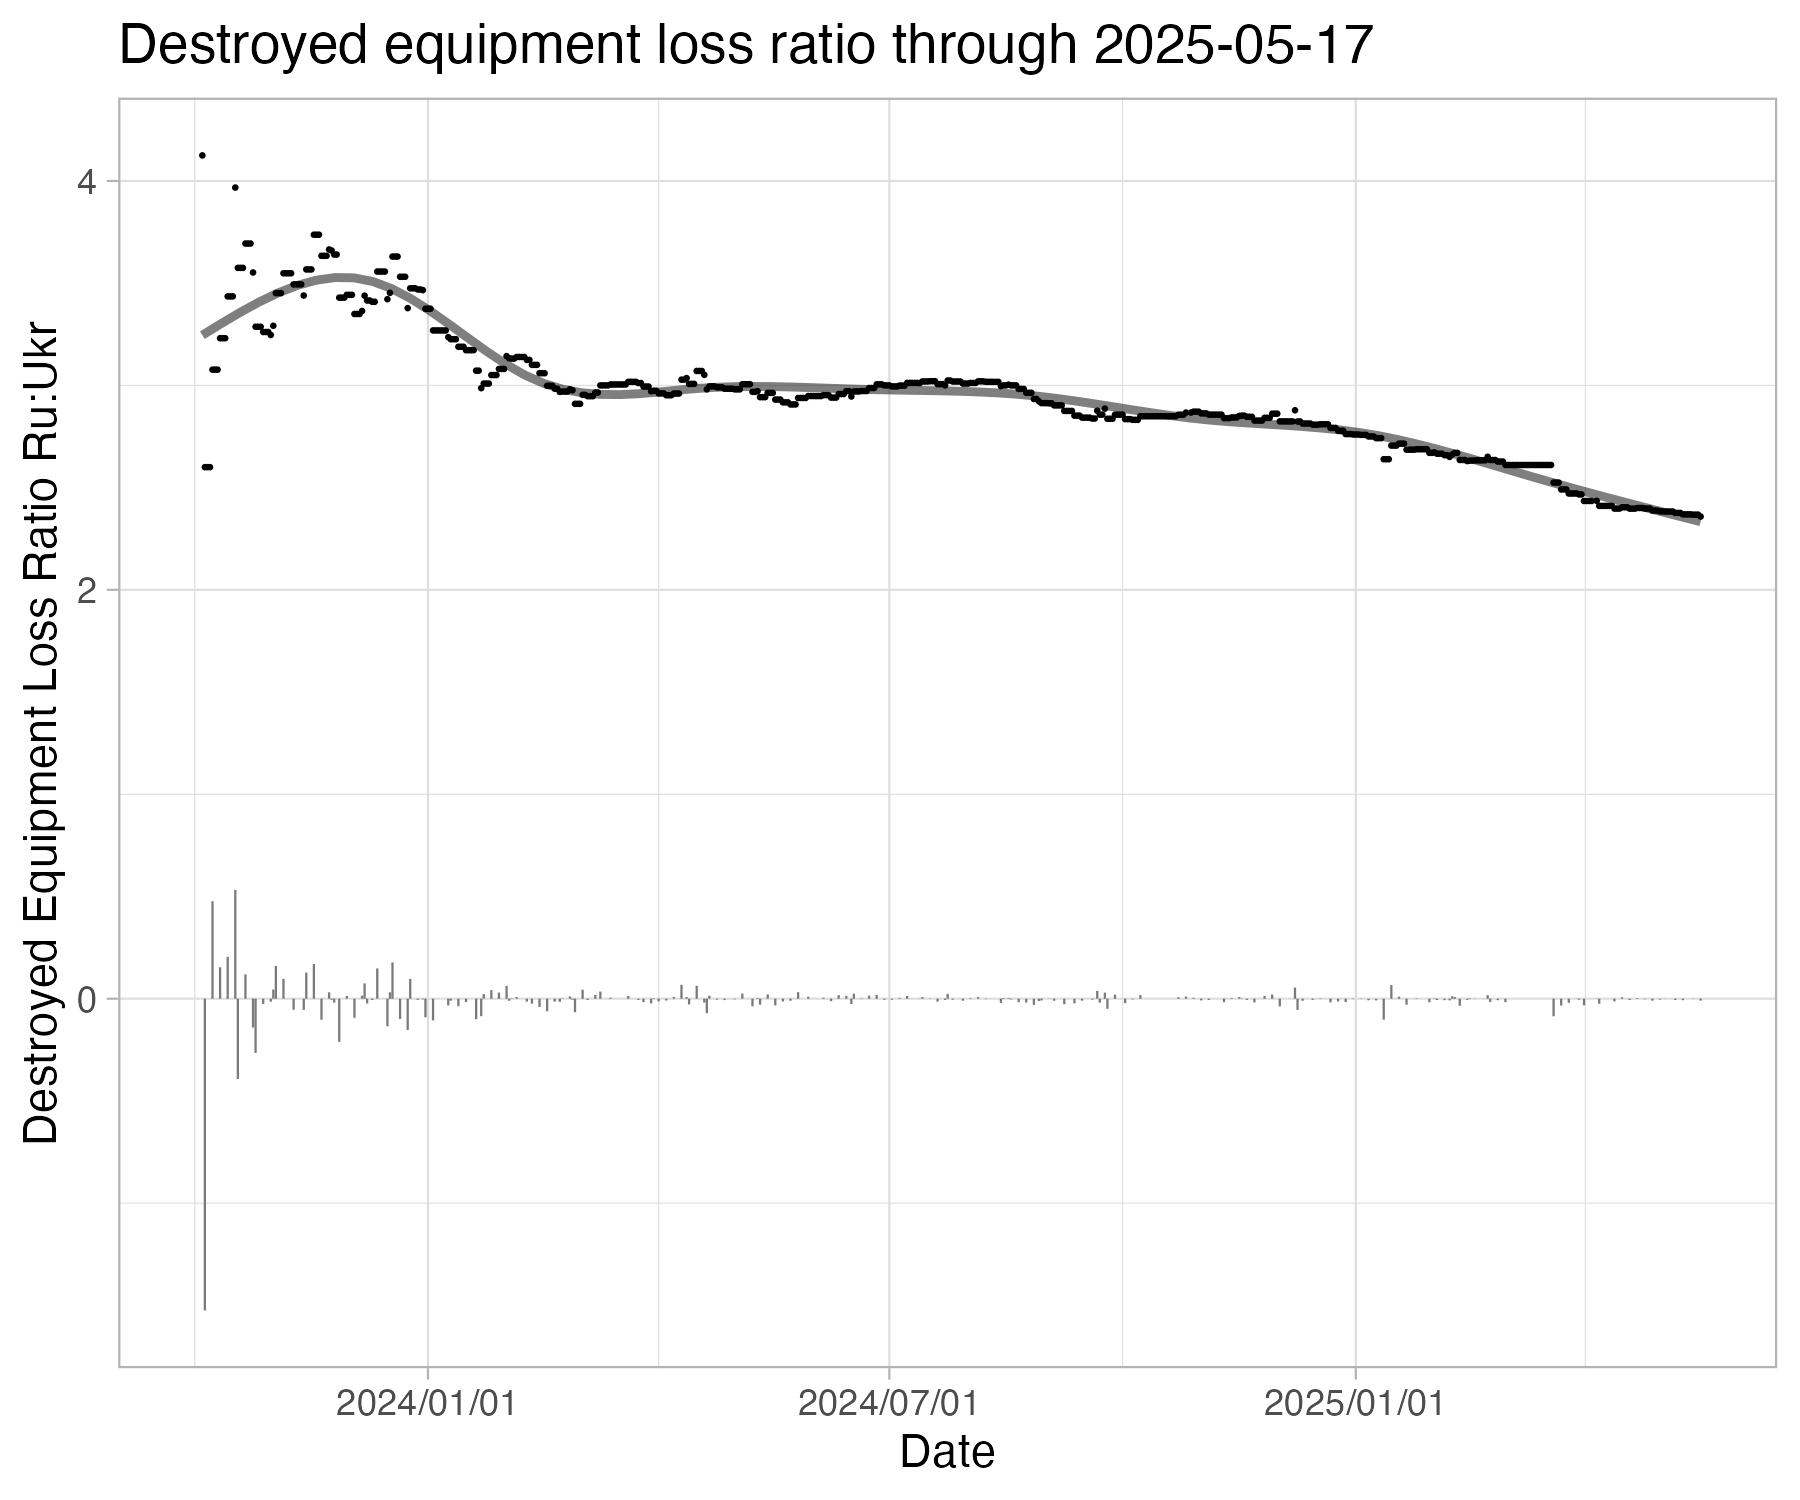 Destroyed equipment loss ratio through 2025-05-17
Destroyed Equipment Loss Ratio Ru:Ukr
4
2
0
2024/01/01
2024/07/01
2025/01/01
Date